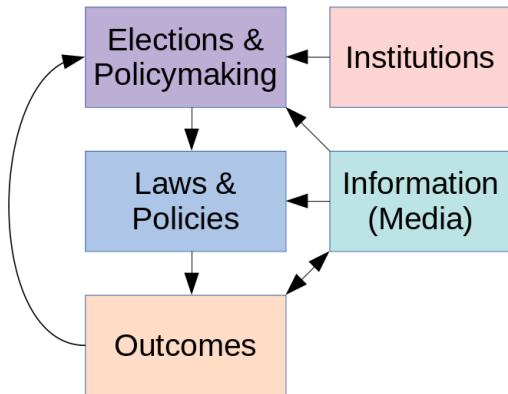 Elections &
Policymaking
Institutions
Laws &
Policies
Information
(Media)
Outcomes